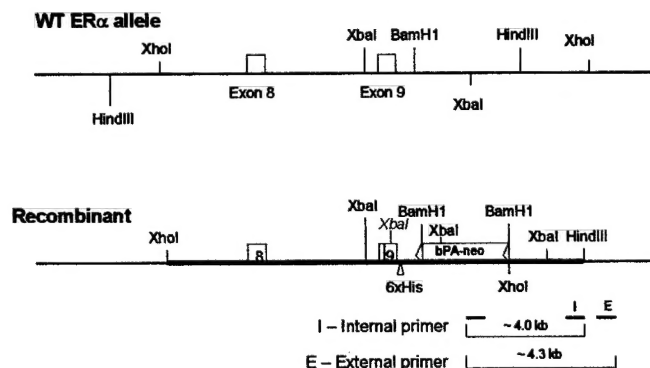 WT ERα allele
XhoI
XbaI
BamH1
HindIII
XhoI
HindIII
Exon 8
Exon 9
XbaI
Recombinant
XhoI
XbaI
XbaI
BamH1
XbaI
BamH1
XbaI
HindIII
8
9
bPA-neo
6xHis
XhoI
I – Internal primer
~ 4.0 kb
I
E
E – External primer
~ 4.3 kb